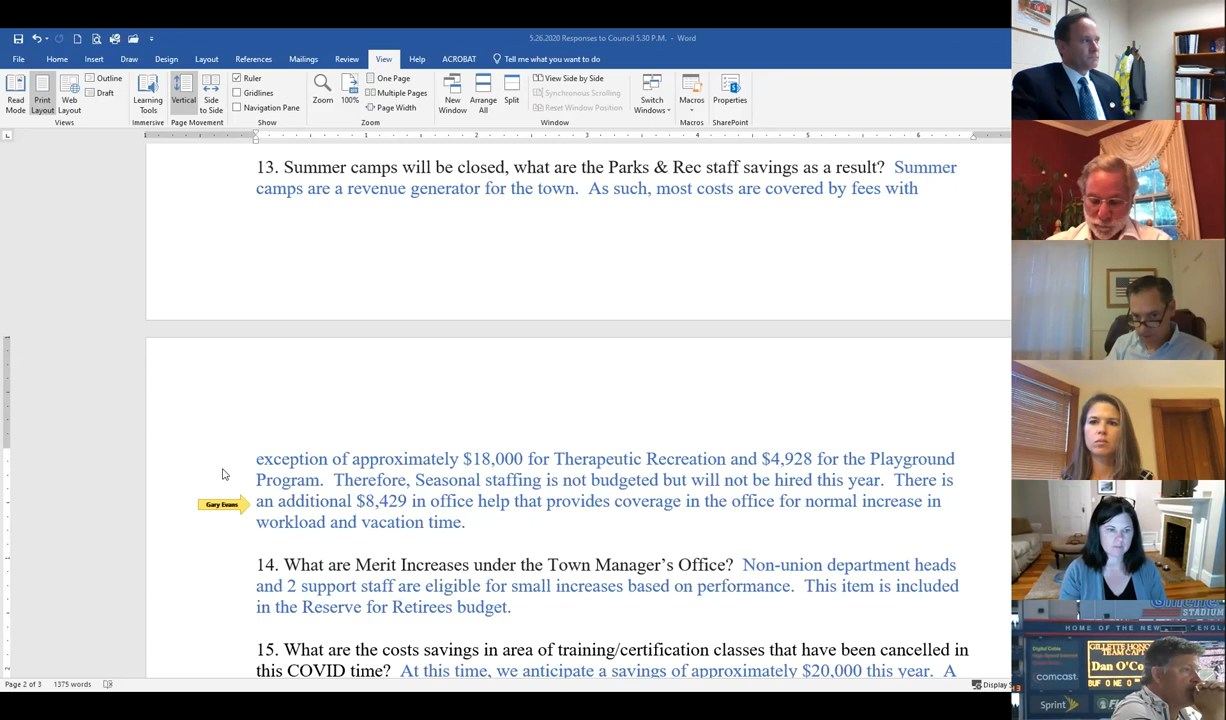 5.26.2020 Responses to Council 5.30 P.M. - Word
File Home Insert Draw Design Layout References Mailings Review View Help ACROBAT Tell me what you want to do
Read Mode
Print Layout
Web Layout
Outline
Draft
Views
Learning Tools
Immersive
Vertical
Side to Side
Page Movement
Ruler
Gridlines
Navigation Pane
Show
Zoom
100%
One Page
Multiple Pages
Page Width
Zoom
New Window
Arrange All
Split
View Side by Side
Synchronous Scrolling
Reset Window Position
Window
Switch Windows
Macros
Macros
Properties
SharePoint
13. Summer camps will be closed, what are the Parks & Rec staff savings as a result? Summer
camps are a revenue generator for the town. As such, most costs are covered by fees with
exception of approximately $18,000 for Therapeutic Recreation and $4,928 for the Playground
Program. Therefore, Seasonal staffing is not budgeted but will not be hired this year. There is
Gary Evans
an additional $8,429 in office help that provides coverage in the office for normal increase in
workload and vacation time.
14. What are Merit Increases under the Town Manager's Office? Non-union department heads
and 2 support staff are eligible for small increases based on performance. This item is included
in the Reserve for Retirees budget.
15. What are the costs savings in area of training/certification classes that have been cancelled in
this COVID time? At this time, we anticipate a savings of approximately $20,000 this year. A
Page 2 of 3 1375 words
Display
STADIUM
HOME OF THE NEW ENGL
Dan O'Co
comcast
Sprint